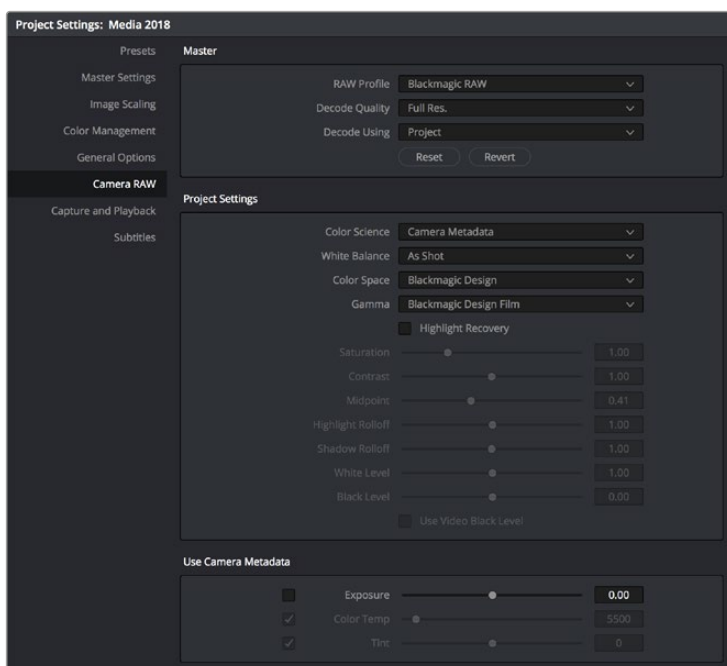 Project Settings: Media 2018
Presets
Master Settings
Image Scaling
Color Management
General Options
Camera RAW
Capture and Playback
Subtitles
Master
RAW Profile Blackmagic RAW
Decode Quality Full Res.
Decode Using Project
Reset Revert
Project Settings
Color Science Camera Metadata
White Balance As Shot
Color Space Blackmagic Design
Gamma Blackmagic Design Film
Highlight Recovery
Saturation 1.00
Contrast 1.00
Midpoint 0.41
Highlight Rolloff 1.00
Shadow Rolloff 1.00
White Level 1.00
Black Level 0.00
Use Video Black Level
Use Camera Metadata
Exposure 0.00
Color Temp 5500
Tint 0